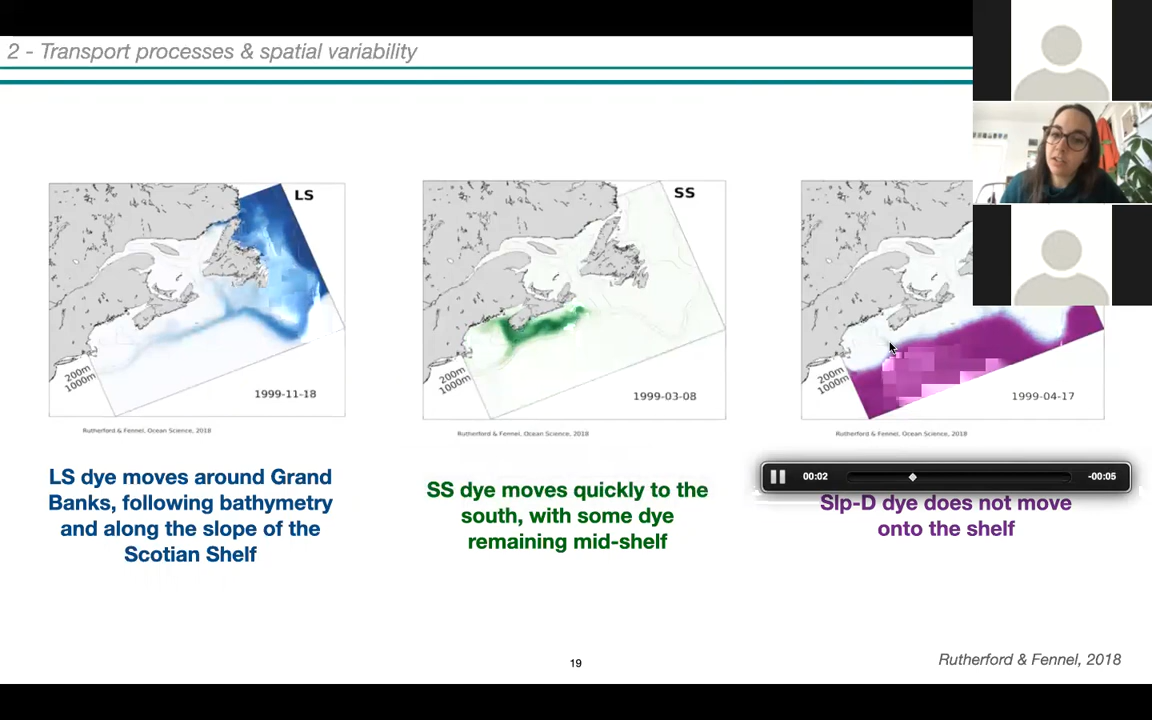 2 - Transport processes & spatial variability
LS
200m
1000m
1999-11-18
Rutherford & Fennel, Ocean Science, 2018
LS dye moves around Grand
Banks, following bathymetry
and along the slope of the
Scotian Shelf
SS
200m
1000m
1999-03-08
Rutherford & Fennel, Ocean Science, 2018
SS dye moves quickly to the
south, with some dye
remaining mid-shelf
200m
1000m
1999-04-17
Rutherford & Fennel, Ocean Science, 2018
00:02
-00:05
Slp-D dye does not move
onto the shelf
19
Rutherford & Fennel, 2018